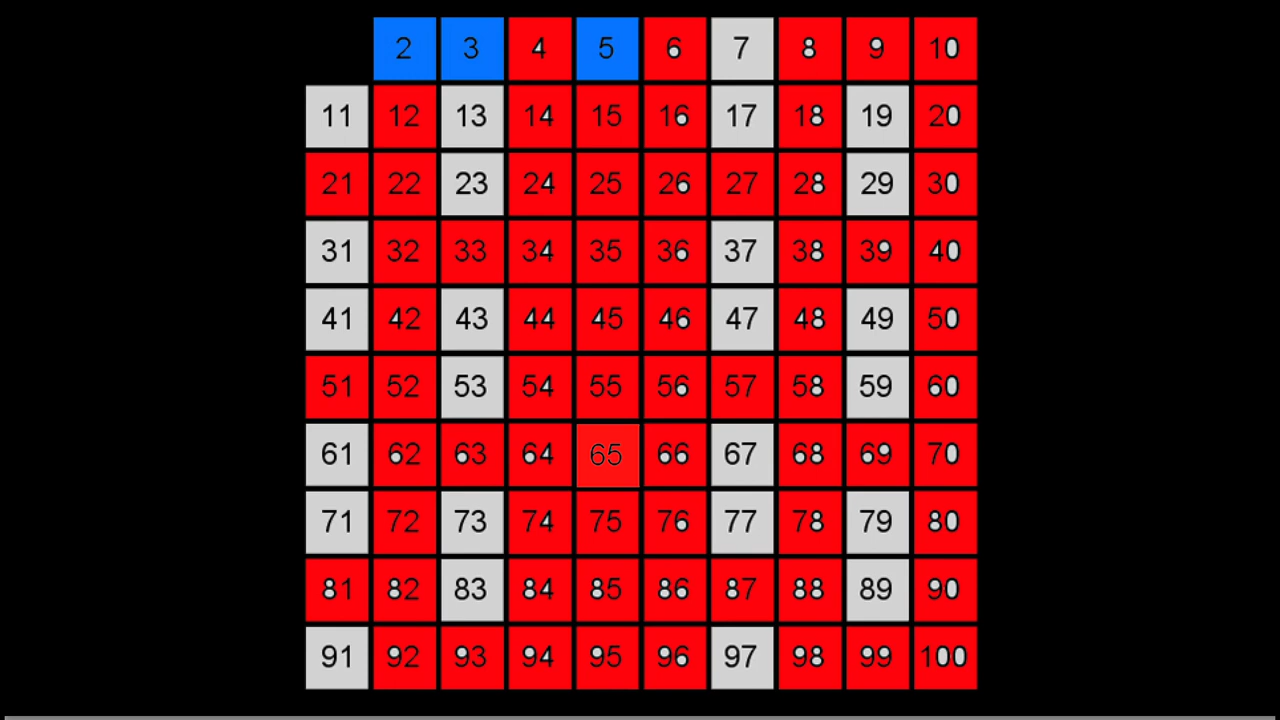 2 3 4 5 6 7 8 9 10
11 12 13 14 15 16 17 18 19 20
21 22 23 24 25 26 27 28 29 30
31 32 33 34 35 36 37 38 39 40
41 42 43 44 45 46 47 48 49 50
51 52 53 54 55 56 57 58 59 60
61 62 63 64 65 66 67 68 69 70
71 72 73 74 75 76 77 78 79 80
81 82 83 84 85 86 87 88 89 90
91 92 93 94 95 96 97 98 99 100